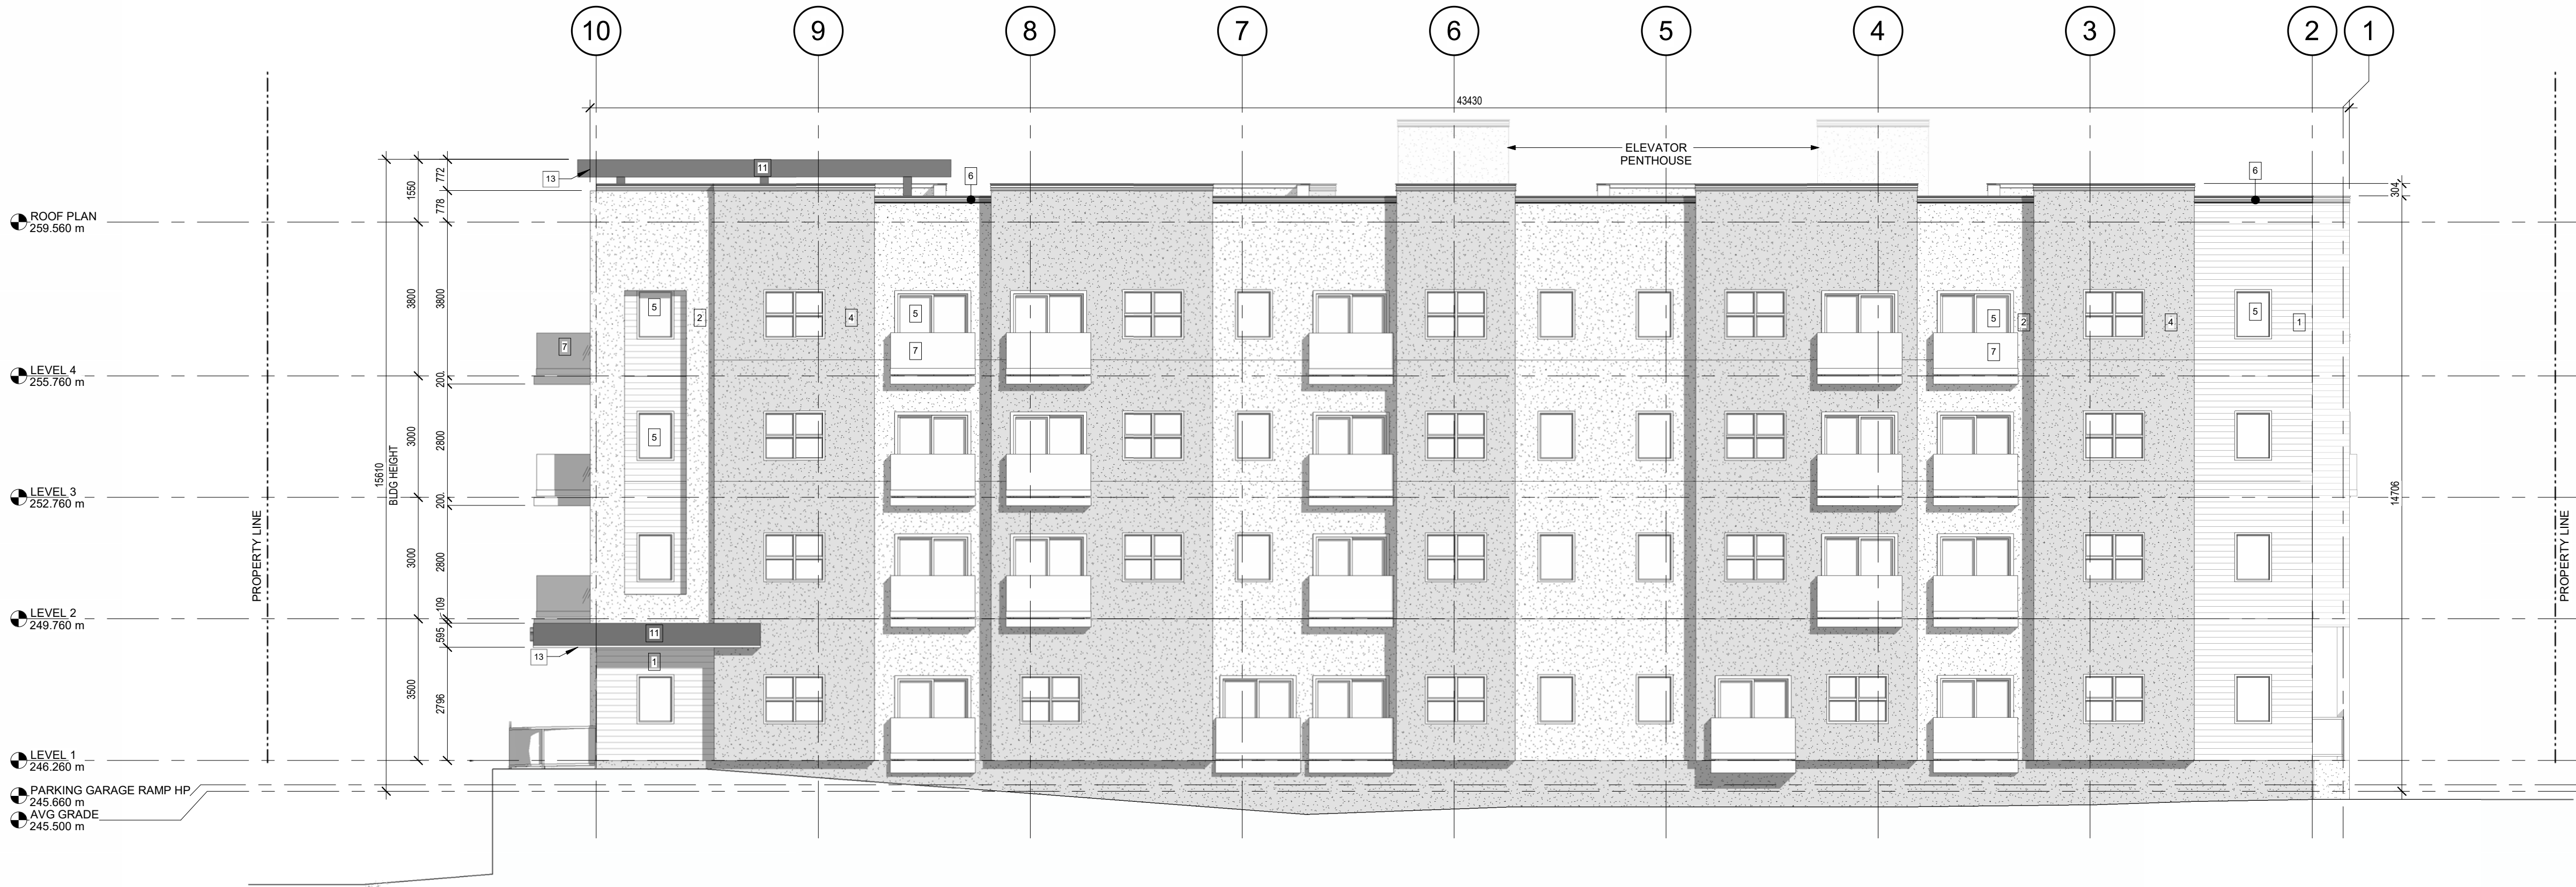 10 9 8 7 6 5 4 3 2 1
43430
ELEVATOR
PENTHOUSE
11
13
6
6
772
1550
778
304
ROOF PLAN
259.560 m
3800
3800
5
2
4
5
5
2
4
5
1
7
7
7
LEVEL 4
255.760 m
200
3000
2800
5
15610
BLDG HEIGHT
LEVEL 3
252.760 m
200
14706
PROPERTY LINE
PROPERTY LINE
3000
2800
109
LEVEL 2
249.760 m
595
11
13
1
3500
2796
LEVEL 1
246.260 m
PARKING GARAGE RAMP HP
245.660 m
AVG GRADE
245.500 m